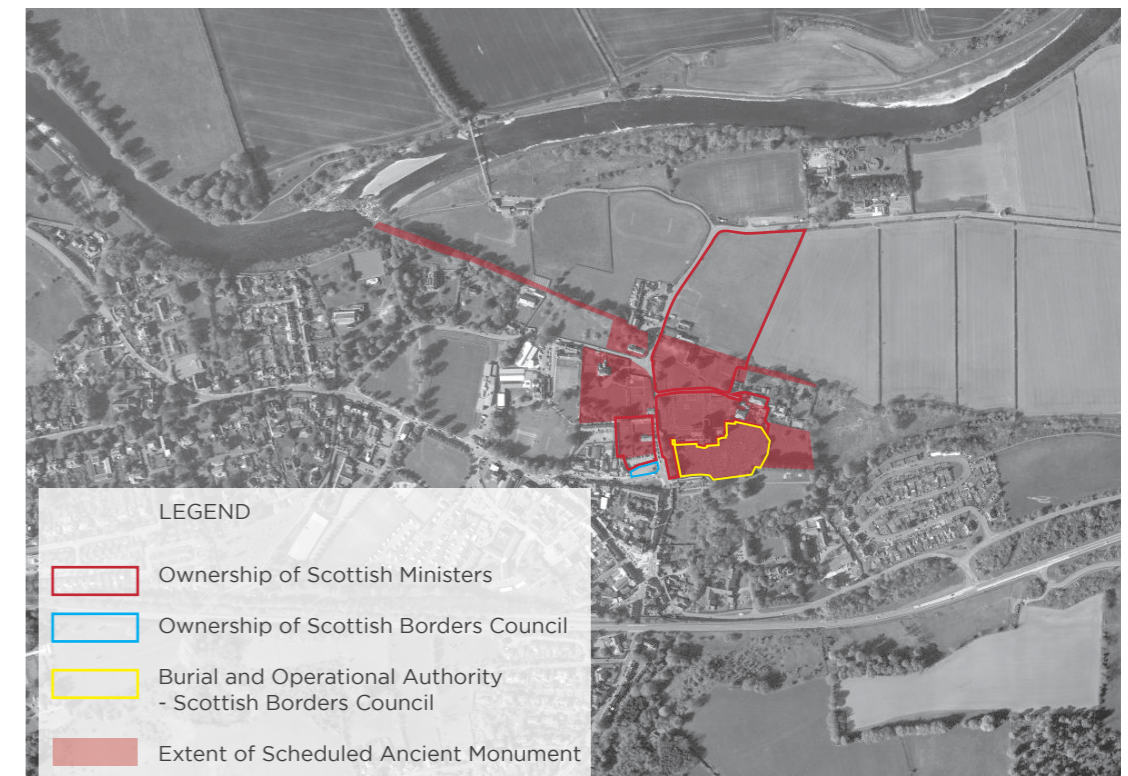 LEGEND
Ownership of Scottish Ministers
Ownership of Scottish Borders Council
Burial and Operational Authority
- Scottish Borders Council
Extent of Scheduled Ancient Monument